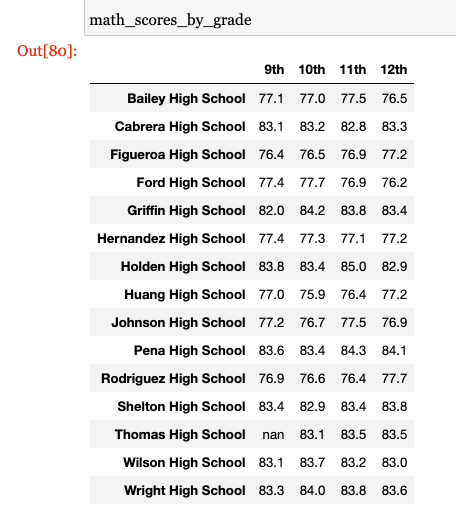 math_scores_by_grade
Out[80]:
9th 10th 11th 12th
Bailey High School 77.1 77.0 77.5 76.5
Cabrera High School 83.1 83.2 82.8 83.3
Figueroa High School 76.4 76.5 76.9 77.2
Ford High School 77.4 77.7 76.9 76.2
Griffin High School 82.0 84.2 83.8 83.4
Hernandez High School 77.4 77.3 77.1 77.2
Holden High School 83.8 83.4 85.0 82.9
Huang High School 77.0 75.9 76.4 77.2
Johnson High School 77.2 76.7 77.5 76.9
Pena High School 83.6 83.4 84.3 84.1
Rodriguez High School 76.9 76.6 76.4 77.7
Shelton High School 83.4 82.9 83.4 83.8
Thomas High School nan 83.1 83.5 83.5
Wilson High School 83.1 83.7 83.2 83.0
Wright High School 83.3 84.0 83.8 83.6